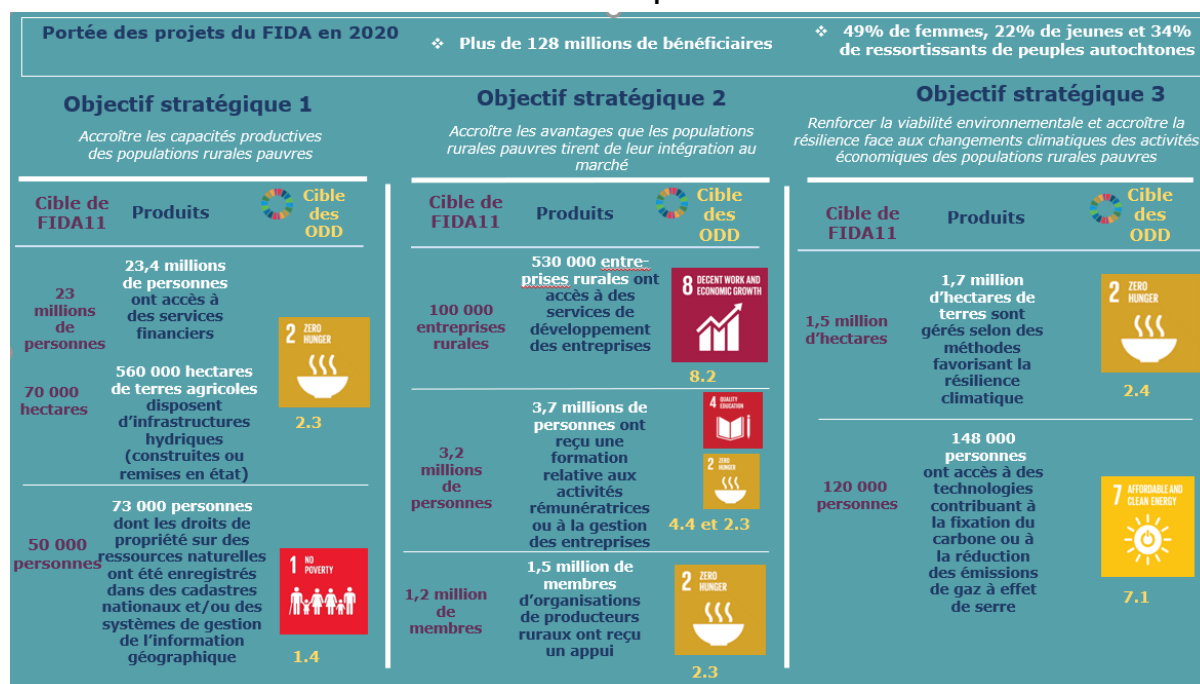 Portée des projets du FIDA en 2020
❖ Plus de 128 millions de bénéficiaires
❖ 49% de femmes, 22% de jeunes et 34%
de ressortissants de peuples autochtones
Objectif stratégique 1
Accroître les capacités productives
des populations rurales pauvres
Cible de
FIDA11
Produits
Cible
des
ODD
23
millions
de
personnes
23,4 millions
de personnes
ont accès à
des services
financiers
70 000
hectares
560 000 hectares
de terres agricoles
disposent
d’infrastructures
hydriques
(construites ou
remises en état)
2 ZERO
HUNGER
2.3
50 000
personnes
73 000 personnes
dont les droits de
propriété sur des
ressources naturelles
ont été enregistrés
dans des cadastres
nationaux et/ou des
systèmes de gestion
de l’information
géographique
1 NO
POVERTY
1.4
Objectif stratégique 2
Accroître les avantages que les populations
rurales pauvres tirent de leur intégration au
marché
Cible de
FIDA11
Produits
Cible
des
ODD
100 000
entreprises
rurales
530 000 entre-
prises rurales ont
accès à des
services de
développement
des entreprises
8 DECENT WORK AND
ECONOMIC GROWTH
8.2
3,2
millions
de
personnes
3,7 millions de
personnes ont
reçu une
formation
relative aux
activités
rémunératrices
ou à la gestion
des entreprises
4 QUALITY
EDUCATION
2 ZERO
HUNGER
4.4 et 2.3
1,2 million
de
membres
1,5 million de
membres
d’organisations
de producteurs
ruraux ont reçu
un appui
2 ZERO
HUNGER
2.3
Objectif stratégique 3
Renforcer la viabilité environnementale et accroître la
résilience face aux changements climatiques des activités
économiques des populations rurales pauvres
Cible de
FIDA11
Produits
Cible
des
ODD
1,5 million
d’hectares
1,7 million
d’hectares de
terres sont
gérés selon des
méthodes
favorisant la
résilience
climatique
2 ZERO
HUNGER
2.4
120 000
personnes
148 000
personnes
ont accès à des
technologies
contribuant à
la fixation du
carbone ou à
la réduction
des émissions
de gaz à effet
de serre
7 AFFORDABLE AND
CLEAN ENERGY
7.1